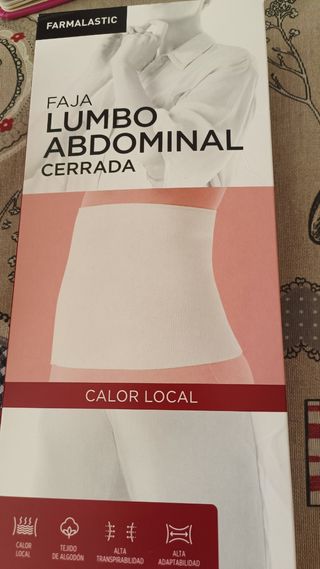 FARMALASTIC
FAJA
LUMBO
ABDOMINAL
CERRADA
CALOR LOCAL
CALOR
LOCAL
TEJIDO
DE ALGODÓN
ALTA
TRANSPIRABILIDAD
ALTA
ADAPTABILIDAD